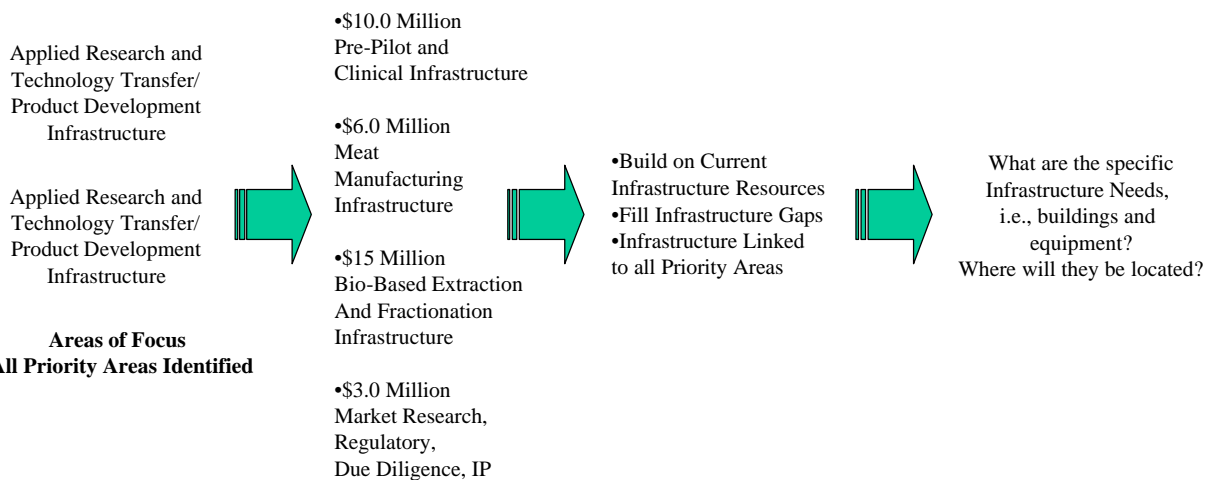 Applied Research and
Technology Transfer/
Product Development
Infrastructure
Applied Research and
Technology Transfer/
Product Development
Infrastructure
Areas of Focus
All Priority Areas Identified
•$10.0 Million
Pre-Pilot and
Clinical Infrastructure
•$6.0 Million
Meat
Manufacturing
Infrastructure
•$15 Million
Bio-Based Extraction
And Fractionation
Infrastructure
•$3.0 Million
Market Research,
Regulatory,
Due Diligence, IP
•Build on Current
Infrastructure Resources
•Fill Infrastructure Gaps
•Infrastructure Linked
to all Priority Areas
What are the specific
Infrastructure Needs,
i.e., buildings and
equipment?
Where will they be located?